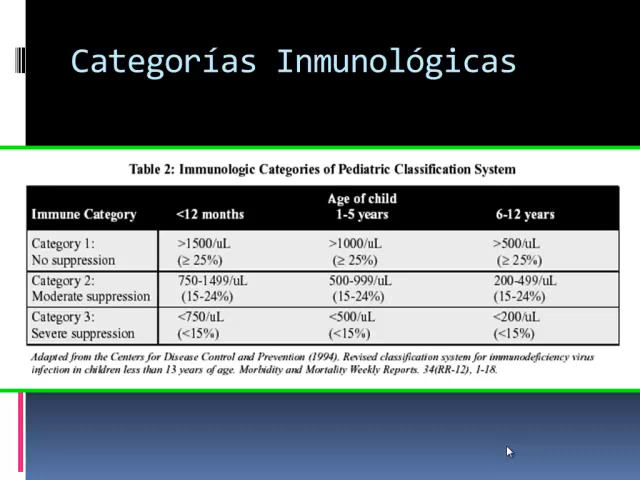 Categorías Inmunológicas
Table 2: Immunologic Categories of Pediatric Classification System
Age of child
Immune Category <12 months 1-5 years 6-12 years
Category 1: >1500/uL >1000/uL >500/uL
No suppression (≥ 25%) (≥ 25%) (≥ 25%)
Category 2: 750-1499/uL 500-999/uL 200-499/uL
Moderate suppression (15-24%) (15-24%) (15-24%)
Category 3: <750/uL <500/uL <200/uL
Severe suppression (<15%) (<15%) (<15%)
Adapted from the Centers for Disease Control and Prevention (1994). Revised classification system for immunodeficiency virus
infection in children less than 13 years of age. Morbidity and Mortality Weekly Reports. 34(RR-12), 1-18.